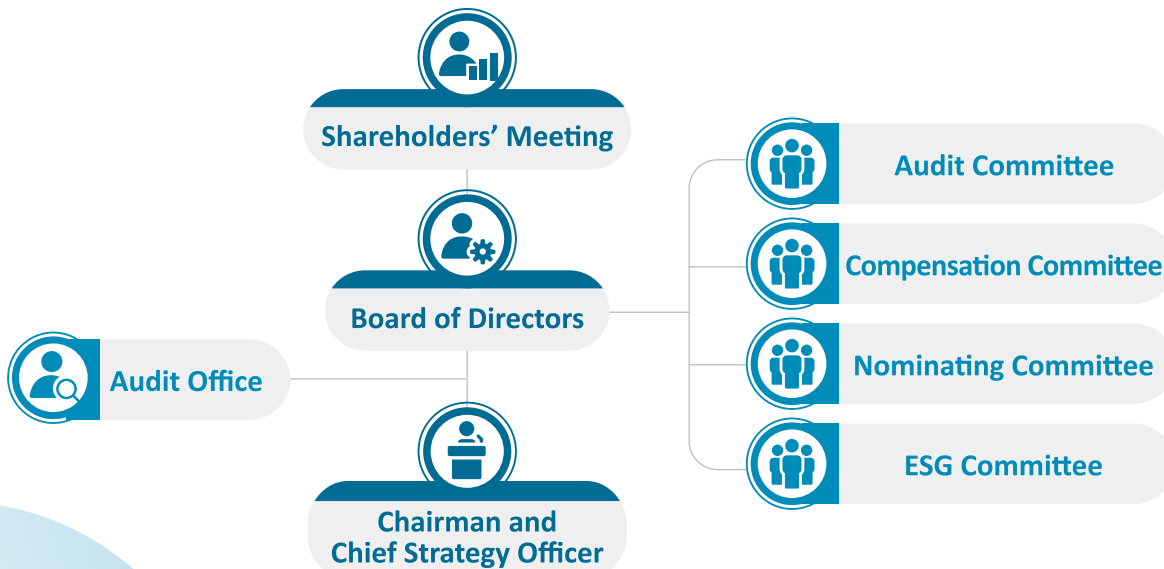 Shareholders’ Meeting
Board of Directors
Audit Office
Chairman and
Chief Strategy Officer
Audit Committee
Compensation Committee
Nominating Committee
ESG Committee